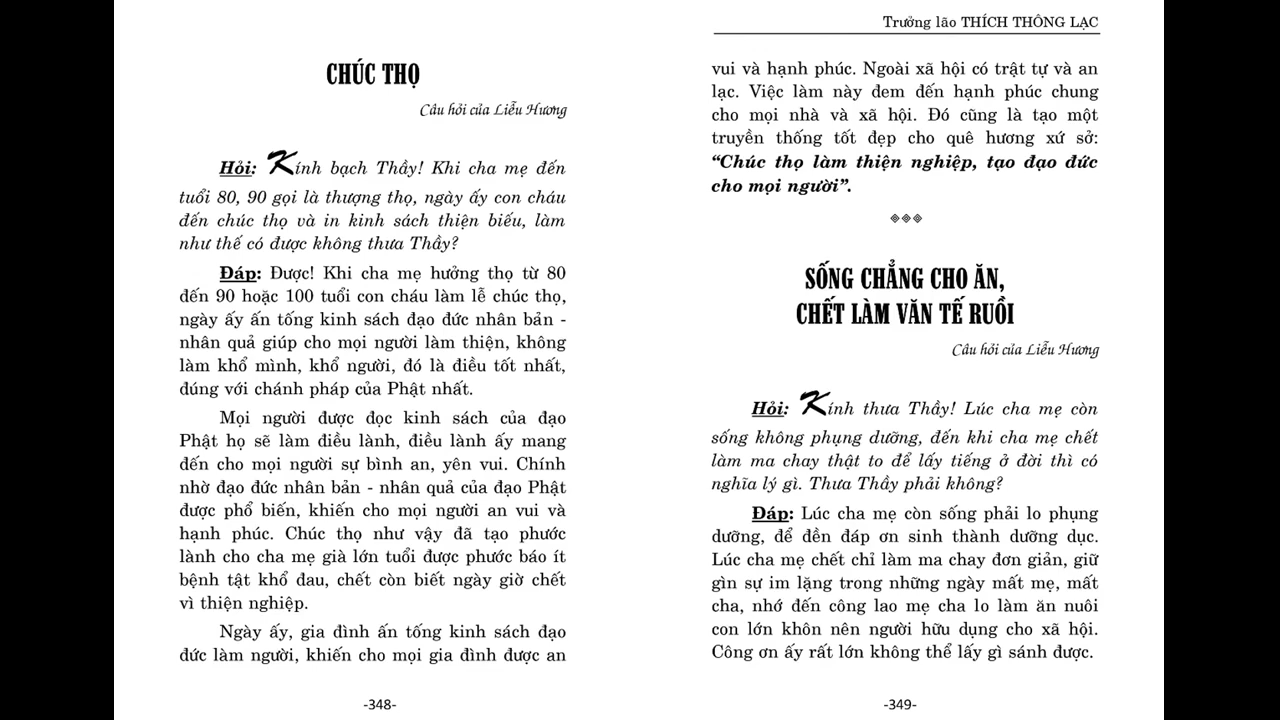 CHÚC THỌ
Câu hỏi của Liễu Hương
Hỏi: Kính bạch Thầy! Khi cha mẹ đến
tuổi 80, 90 gọi là thượng thọ, ngày ấy con cháu
đến chúc thọ và in kinh sách thiện biếu, làm
như thế có được không thưa Thầy?
Đáp: Được! Khi cha mẹ hưởng thọ từ 80
đến 90 hoặc 100 tuổi con cháu làm lễ chúc thọ,
ngày ấy ấn tống kinh sách đạo đức nhân bản -
nhân quả giúp cho mọi người làm thiện, không
làm khổ mình, khổ người, đó là điều tốt nhất,
đúng với chánh pháp của Phật nhất.
Mọi người được đọc kinh sách của đạo
Phật họ sẽ làm điều lành, điều lành ấy mang
đến cho mọi người sự bình an, yên vui. Chính
nhờ đạo đức nhân bản - nhân quả của đạo Phật
được phổ biến, khiến cho mọi người an vui và
hạnh phúc. Chúc thọ như vậy đã tạo phước
lành cho cha mẹ già lớn tuổi được phước báo ít
bệnh tật khổ đau, chết còn biết ngày giờ chết
vì thiện nghiệp.
Ngày ấy, gia đình ấn tống kinh sách đạo
đức làm người, khiến cho mọi gia đình được an
-348-
Trưởng lão THÍCH THÔNG LẠC
vui và hạnh phúc. Ngoài xã hội có trật tự và an
lạc. Việc làm này đem đến hạnh phúc chung
cho mọi nhà và xã hội. Đó cũng là tạo một
truyền thống tốt đẹp cho quê hương xứ sở:
“Chúc thọ làm thiện nghiệp, tạo đạo đức
cho mọi người”.
SỐNG CHẲNG CHO ĂN,
CHẾT LÀM VĂN TẾ RUỒI
Câu hỏi của Liễu Hương
Hỏi: Kính thưa Thầy! Lúc cha mẹ còn
sống không phụng dưỡng, đến khi cha mẹ chết
làm ma chay thật to để lấy tiếng ở đời thì có
nghĩa lý gì. Thưa Thầy phải không?
Đáp: Lúc cha mẹ còn sống phải lo phụng
dưỡng, để đền đáp ơn sinh thành dưỡng dục.
Lúc cha mẹ chết chỉ làm ma chay đơn giản, giữ
gìn sự im lặng trong những ngày mất mẹ, mất
cha, nhớ đến công lao mẹ cha lo làm ăn nuôi
con lớn khôn nên người hữu dụng cho xã hội.
Công ơn ấy rất lớn không thể lấy gì sánh được.
-349-